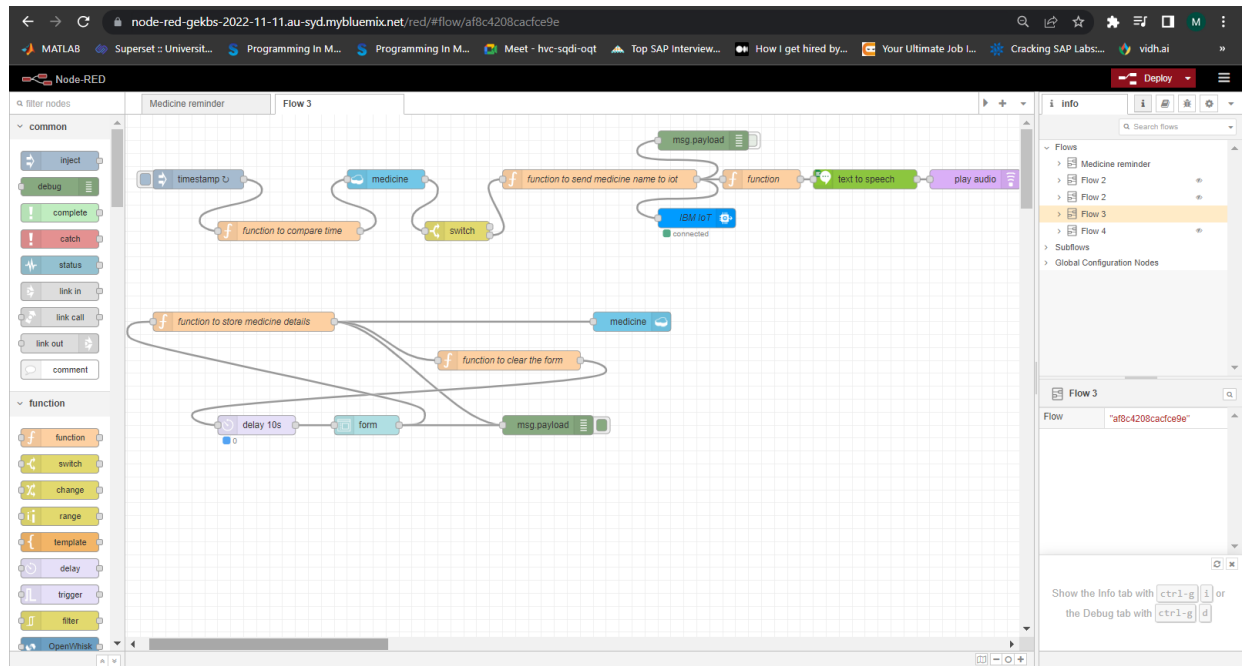 node-red-gekbs-2022-11-11.au-syd.mybluemix.net/red/#flow/af8c4208cacfce9e
M
MATLAB
Superset :: Universit...
Programming In M...
Programming In M...
Meet - hvc-sqdi-oqt
Top SAP Interview...
How I get hired by...
Your Ultimate Job I...
Cracking SAP Labs:...
vidh.ai
»
Node-RED
Deploy
filter nodes
Medicine reminder
Flow 3
i info
Search flows
common
inject
debug
complete
catch
status
link in
link call
link out
comment
function
function
switch
change
range
template
delay
trigger
filter
OpenWhisk
msg.payload
timestamp ↻
medicine
function to send medicine name to iot
function
text to speech
play audio
function to compare time
switch
IBM IoT
connected
function to store medicine details
medicine
function to clear the form
delay 10s
form
msg.payload
0
Flows
Medicine reminder
Flow 2
Flow 2
Flow 3
Flow 4
Subflows
Global Configuration Nodes
Flow 3
Flow
"af8c4208cacfce9e"
Show the Info tab with ctrl-g i or
the Debug tab with ctrl-g d